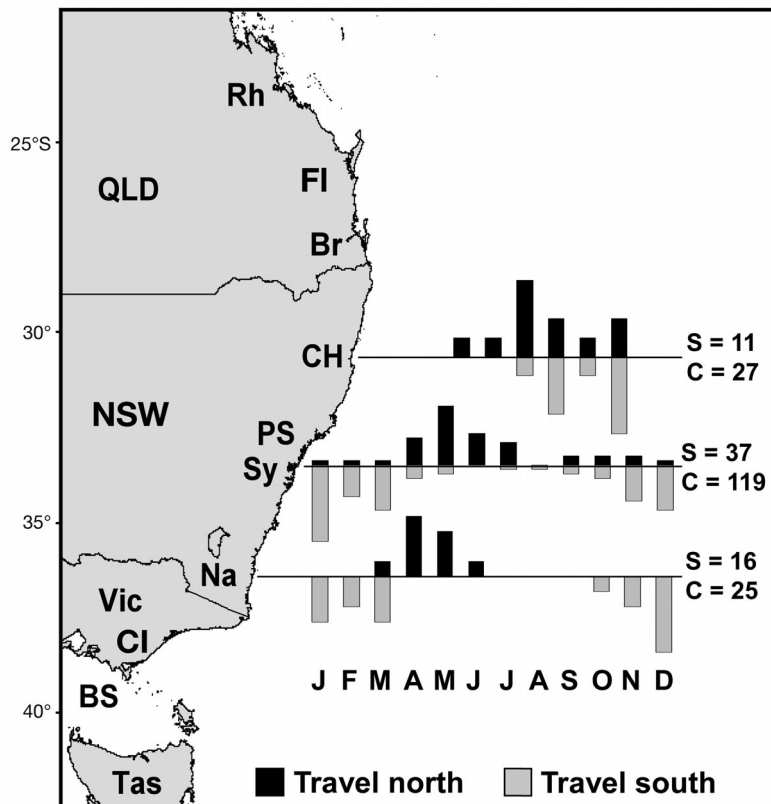 Rh
25°S
QLD
FI
Br
30°
CH
S = 11
C = 27
NSW
PS
Sy
S = 37
C = 119
35°
Na
S = 16
C = 25
Vic
CI
J F M A M J J A S O N D
BS
40°
Tas
Travel north
Travel south